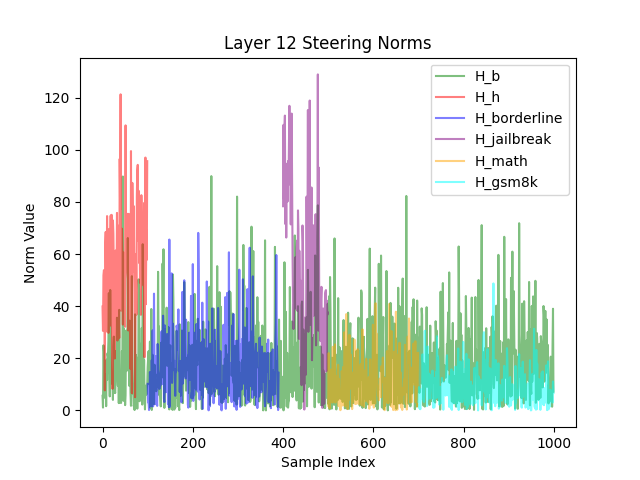 Layer 12 Steering Norms
H_b
H_h
H_borderline
H_jailbreak
H_math
H_gsm8k
Norm Value
120
100
80
60
40
20
0
0 200 400 600 800 1000
Sample Index